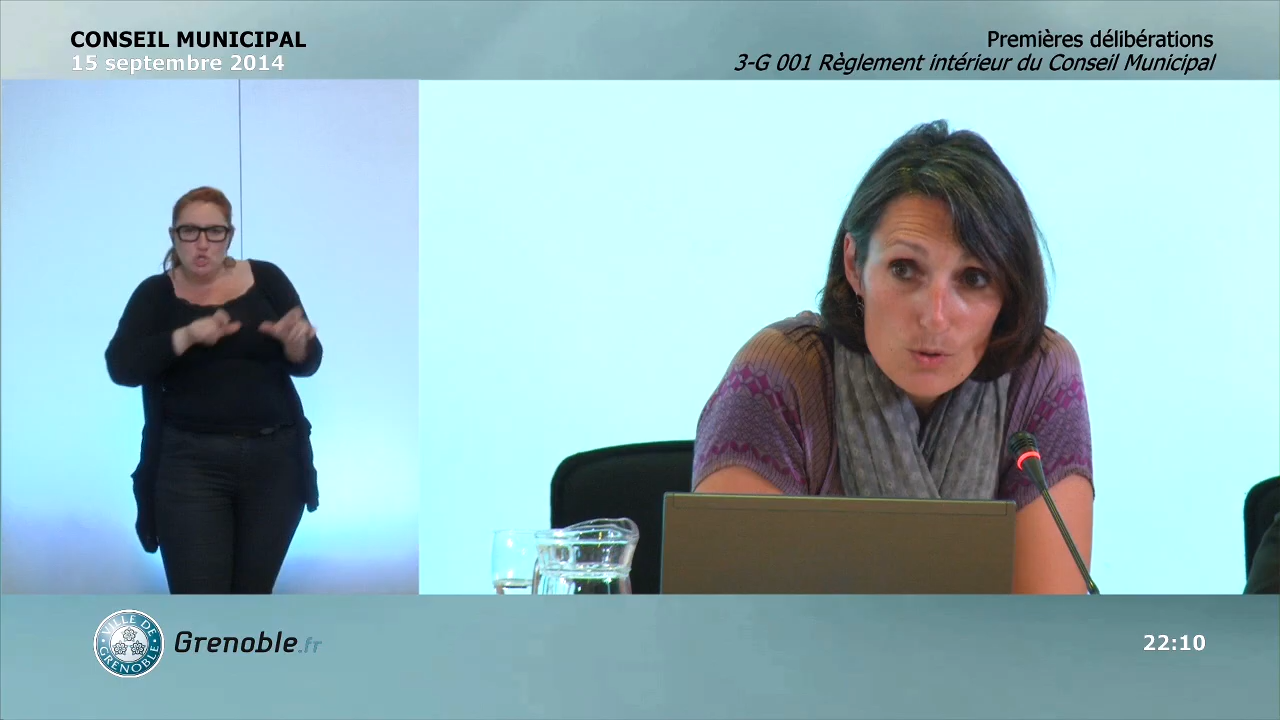 CONSEIL MUNICIPAL
15 septembre 2014
Premières délibérations
3-G 001 Règlement intérieur du Conseil Municipal
VILLE DE
GRENOBLE
Grenoble.fr
22:10